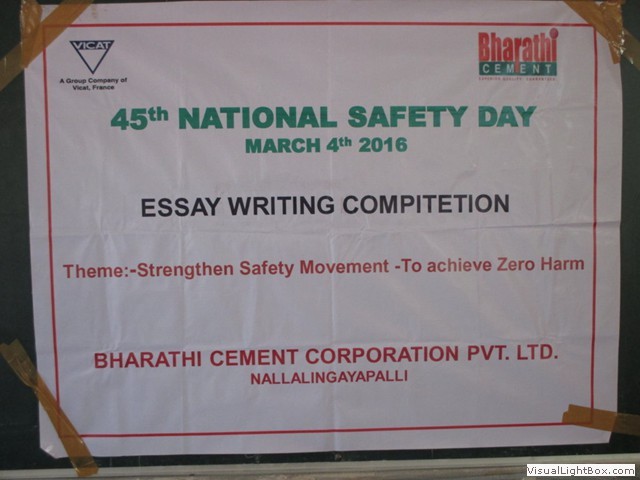 VICAT
A Group Company of
Vicat, France
Bharathi
CEMENT
45th NATIONAL SAFETY DAY
MARCH 4th 2016
ESSAY WRITING COMPITETION
Theme:-Strengthen Safety Movement -To achieve Zero Harm
BHARATHI CEMENT CORPORATION PVT. LTD.
NALLALINGAYAPALLI
VisualLightBox.com